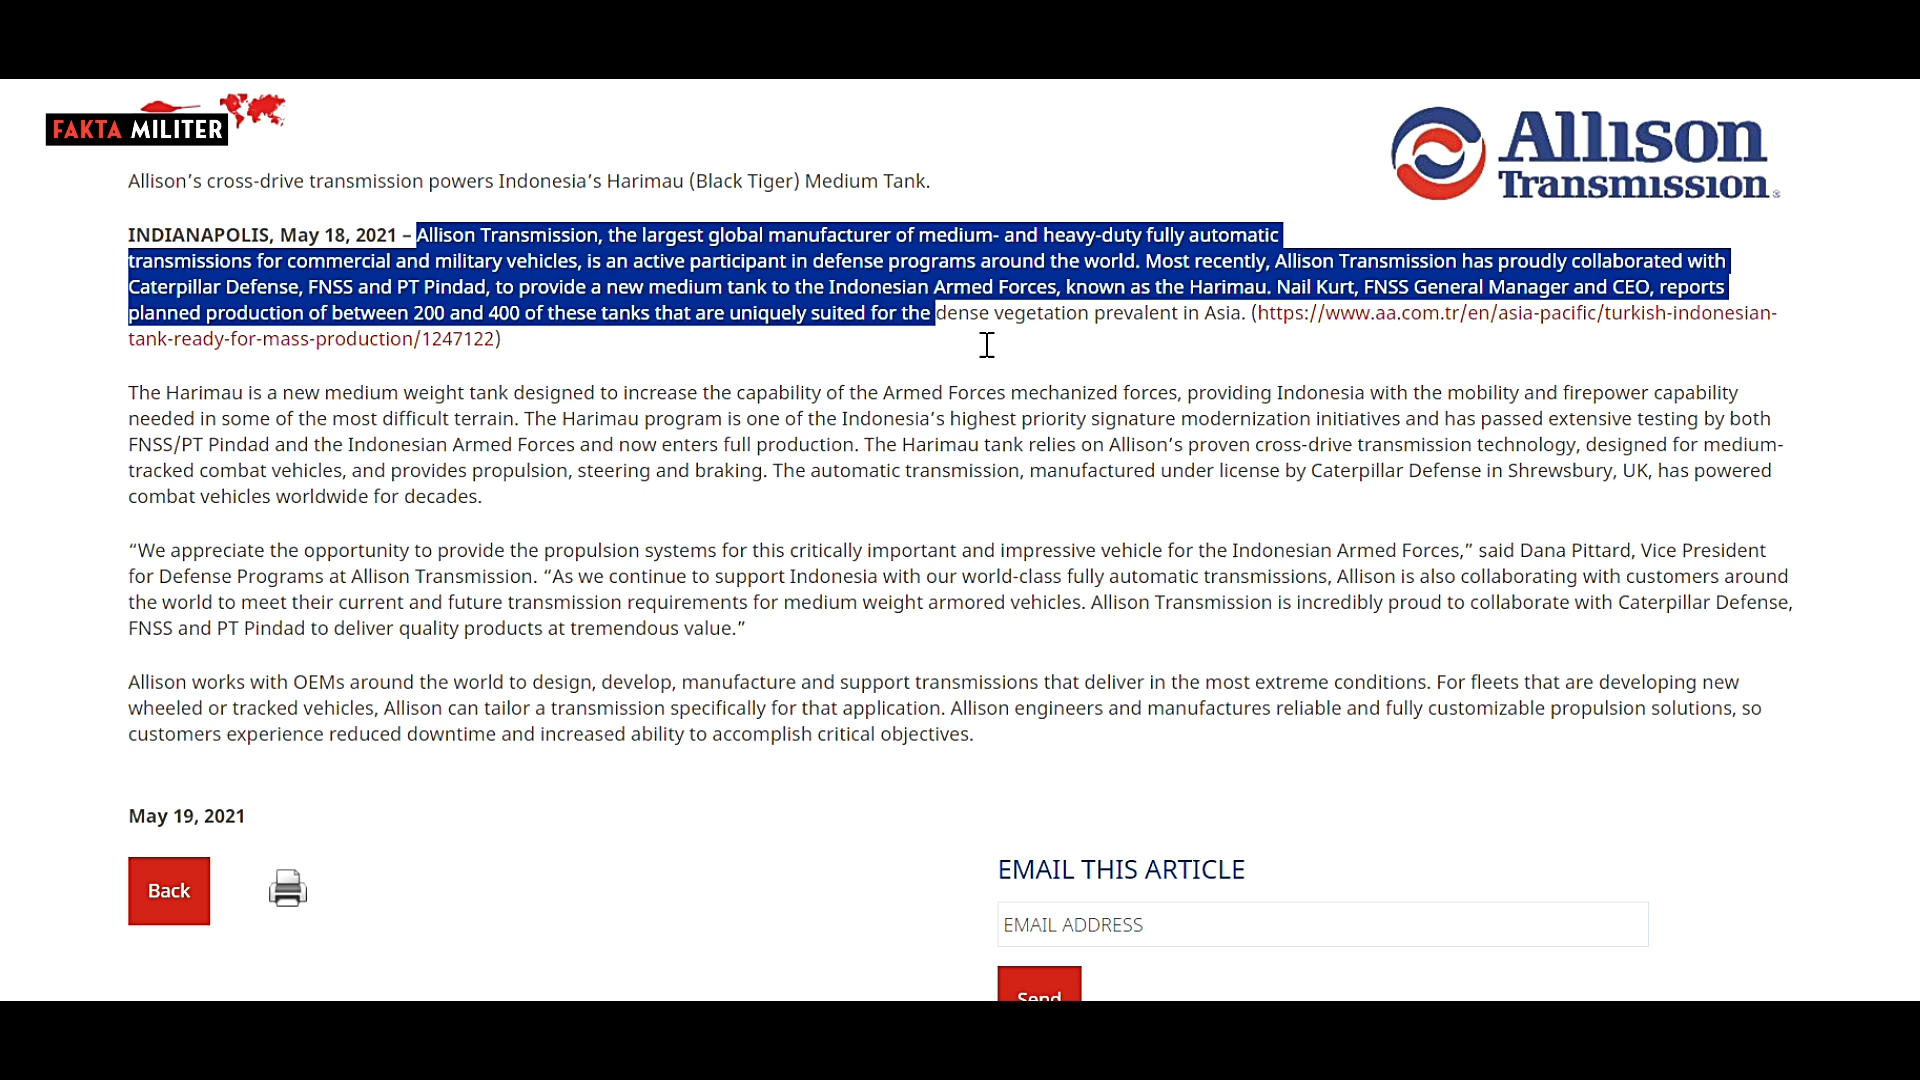 FAKTA MILITER
Allison Transmission®
Allison’s cross-drive transmission powers Indonesia’s Harimau (Black Tiger) Medium Tank.
INDIANAPOLIS, May 18, 2021 – Allison Transmission, the largest global manufacturer of medium- and heavy-duty fully automatic
transmissions for commercial and military vehicles, is an active participant in defense programs around the world. Most recently, Allison Transmission has proudly collaborated with
Caterpillar Defense, FNSS and PT Pindad, to provide a new medium tank to the Indonesian Armed Forces, known as the Harimau. Nail Kurt, FNSS General Manager and CEO, reports
planned production of between 200 and 400 of these tanks that are uniquely suited for the dense vegetation prevalent in Asia. (https://www.aa.com.tr/en/asia-pacific/turkish-indonesian-
tank-ready-for-mass-production/1247122)
The Harimau is a new medium weight tank designed to increase the capability of the Armed Forces mechanized forces, providing Indonesia with the mobility and firepower capability
needed in some of the most difficult terrain. The Harimau program is one of the Indonesia’s highest priority signature modernization initiatives and has passed extensive testing by both
FNSS/PT Pindad and the Indonesian Armed Forces and now enters full production. The Harimau tank relies on Allison’s proven cross-drive transmission technology, designed for medium-
tracked combat vehicles, and provides propulsion, steering and braking. The automatic transmission, manufactured under license by Caterpillar Defense in Shrewsbury, UK, has powered
combat vehicles worldwide for decades.
“We appreciate the opportunity to provide the propulsion systems for this critically important and impressive vehicle for the Indonesian Armed Forces,” said Dana Pittard, Vice President
for Defense Programs at Allison Transmission. “As we continue to support Indonesia with our world-class fully automatic transmissions, Allison is also collaborating with customers around
the world to meet their current and future transmission requirements for medium weight armored vehicles. Allison Transmission is incredibly proud to collaborate with Caterpillar Defense,
FNSS and PT Pindad to deliver quality products at tremendous value.”
Allison works with OEMs around the world to design, develop, manufacture and support transmissions that deliver in the most extreme conditions. For fleets that are developing new
wheeled or tracked vehicles, Allison can tailor a transmission specifically for that application. Allison engineers and manufactures reliable and fully customizable propulsion solutions, so
customers experience reduced downtime and increased ability to accomplish critical objectives.
May 19, 2021
Back
EMAIL THIS ARTICLE
EMAIL ADDRESS
Send